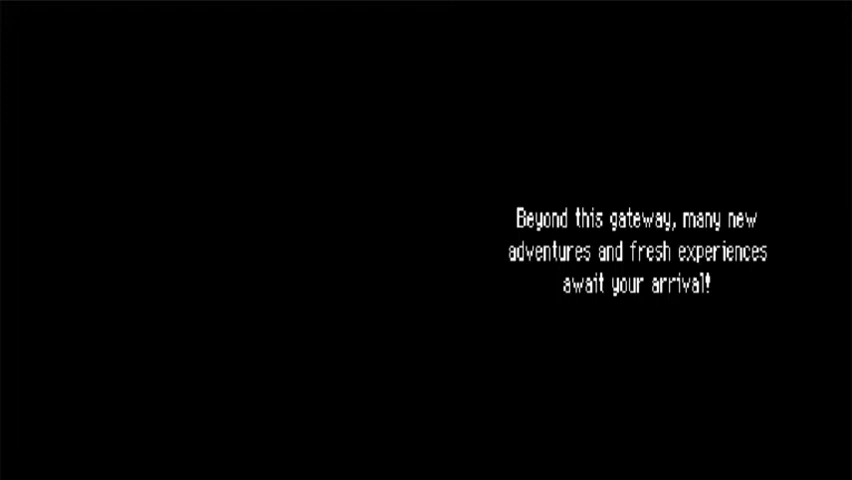 Beyond this gateway, many new
adventures and fresh experiences
await your arrival!